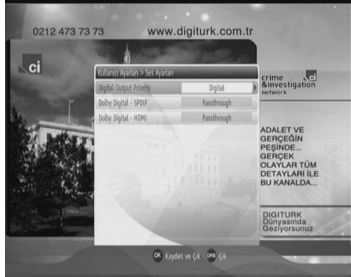 0212 473 73 73 www.digiturk.com.tr
ci
Kullanıcı Ayarları > Ses Ayarları
Digital Output Priority Digital
Dolby Digital - SPDIF Passthrough
Dolby Digital - HDMI Passthrough
crime
&investigation
network
ci
ADALET VE
GERÇEĞİN
PEŞİNDE...
GERÇEK
OLAYLAR TÜM
DETAYLARI İLE
BU KANALDA...
DIGITURK
Dünyasında
Geziyorsunuz
OK Kaydet ve Çık Çık